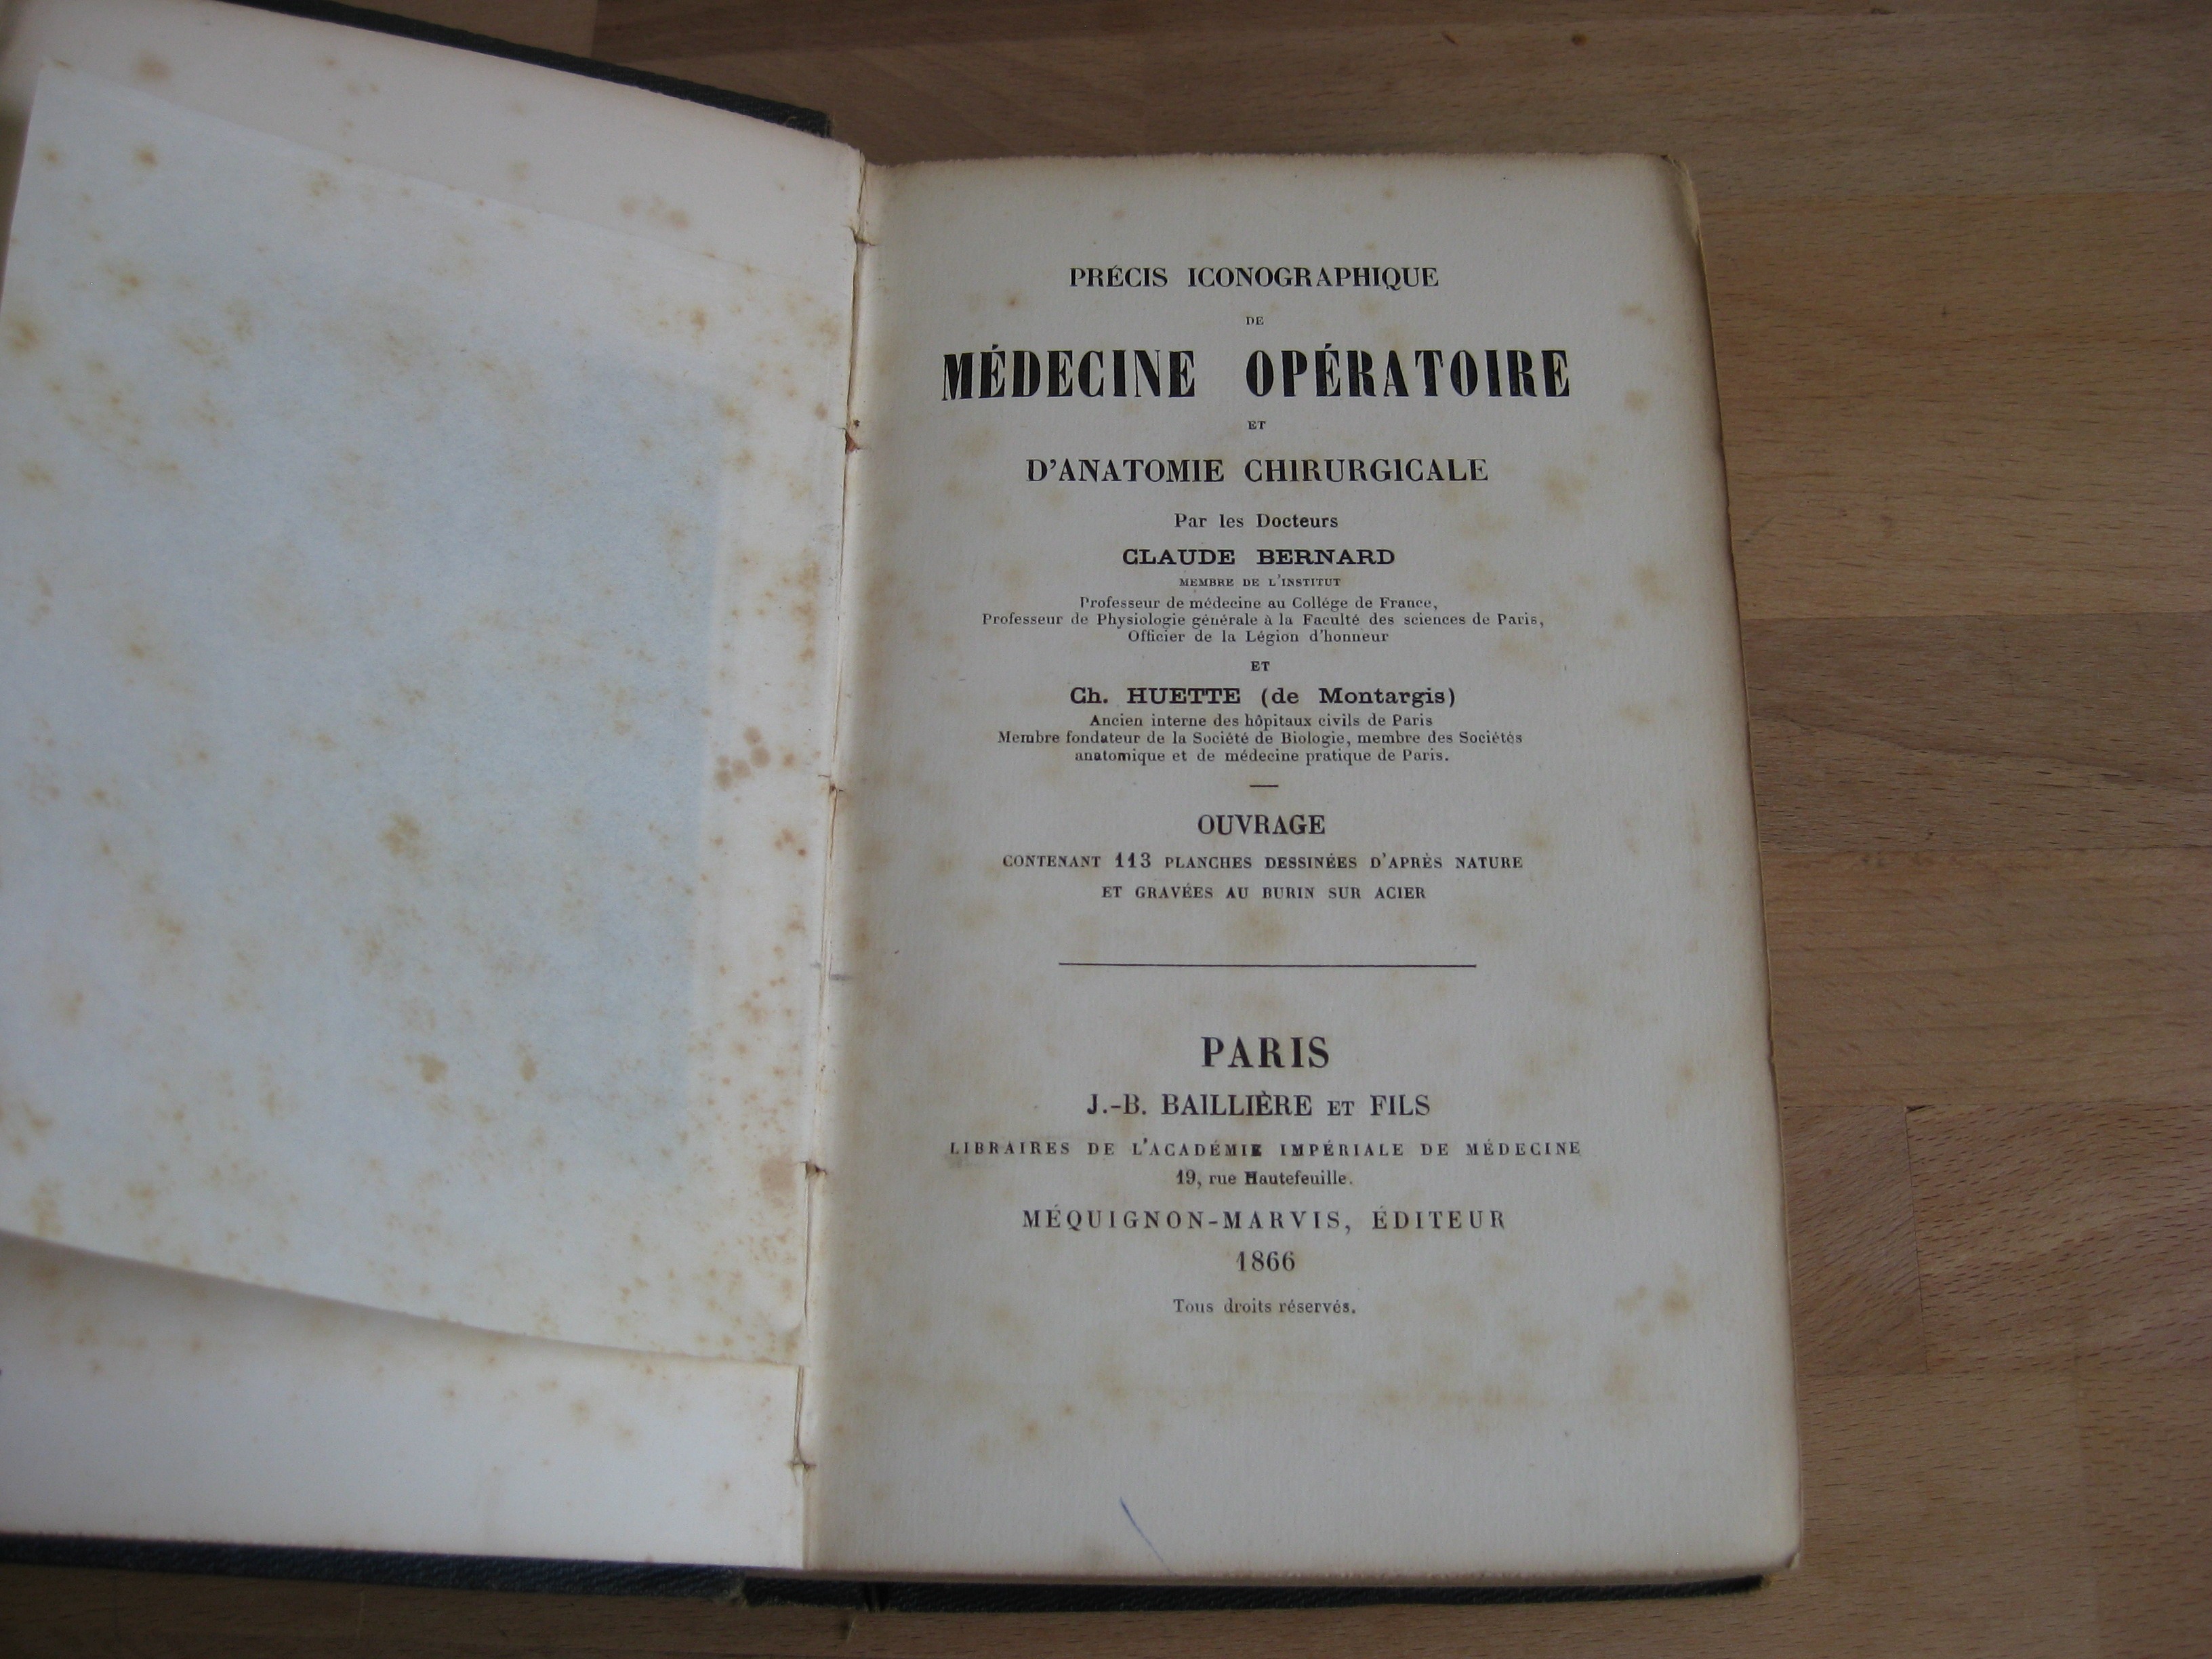 PRÉCIS ICONOGRAPHIQUE
DE
MÉDECINE OPÉRATOIRE
ET
D'ANATOMIE CHIRURGICALE
Par les Docteurs
CLAUDE BERNARD
MEMBRE DE L'INSTITUT
Professeur de médecine au Collége de France,
Professeur de Physiologie générale à la Faculté des sciences de Paris,
Officier de la Légion d'honneur
ET
Ch. HUETTE (de Montargis)
Ancien interne des hôpitaux civils de Paris
Membre fondateur de la Société de Biologie, membre des Sociétés
anatomique et de médecine pratique de Paris.
OUVRAGE
CONTENANT 113 PLANCHES DESSINÉES D'APRÈS NATURE
ET GRAVÉES AU BURIN SUR ACIER
PARIS
J.-B. BAILLIÈRE ET FILS
LIBRAIRES DE L'ACADÉMIE IMPÉRIALE DE MÉDECINE
19, rue Hautefeuille.
MÉQUIGNON-MARVIS, ÉDITEUR
1866
Tous droits réservés.